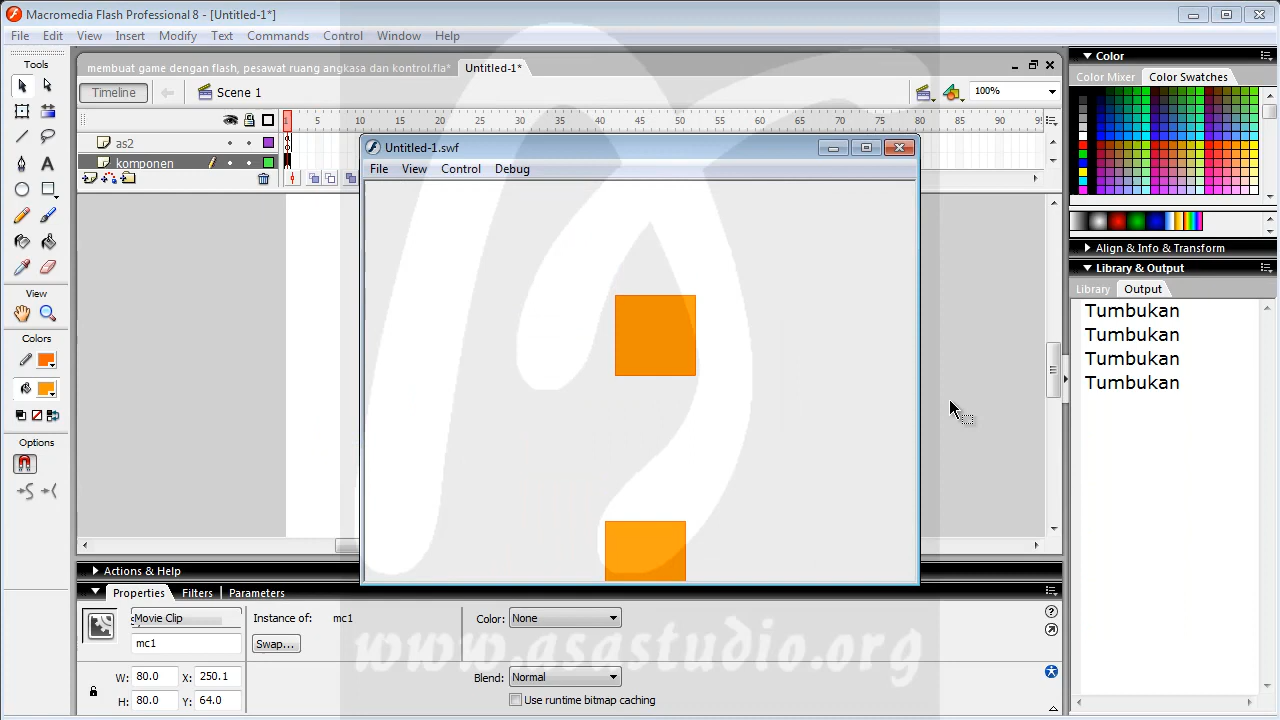 Macromedia Flash Professional 8 - [Untitled-1*]
File Edit View Insert Modify Text Commands Control Window Help
Tools
View
Colors
Options
membuat game dengan flash, pesawat ruang angkasa dan kontrol.fla* Untitled-1*
Timeline Scene 1 100%
1 5 10 15 20 25 30 35 40 45 50 55 60 65 70 75 80 85 90 95
as2
komponen
Untitled-1.swf
File View Control Debug
Actions & Help
Properties Filters Parameters
Movie Clip Instance of: mc1 Color: None
mc1 Swap...
W: 80.0 X: 250.1 Blend: Normal
H: 80.0 Y: 64.0 Use runtime bitmap caching
www.asastudio.org
Color
Color Mixer Color Swatches
Align & Info & Transform
Library & Output
Library Output
Tumbukan
Tumbukan
Tumbukan
Tumbukan